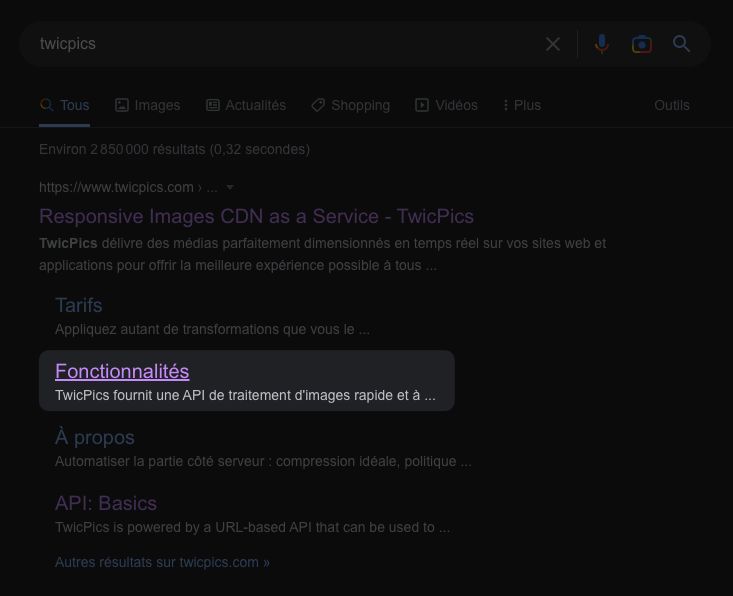 twicpics
Tous Images Actualités Shopping Vidéos Plus Outils
Environ 2 850 000 résultats (0,32 secondes)
https://www.twicpics.com › ...
Responsive Images CDN as a Service - TwicPics
TwicPics délivre des médias parfaitement dimensionnés en temps réel sur vos sites web et
applications pour offrir la meilleure expérience possible à tous ...
Tarifs
Appliquez autant de transformations que vous le ...
Fonctionnalités
TwicPics fournit une API de traitement d'images rapide et à ...
À propos
Automatiser la partie côté serveur : compression idéale, politique ...
API: Basics
TwicPics is powered by a URL-based API that can be used to ...
Autres résultats sur twicpics.com »